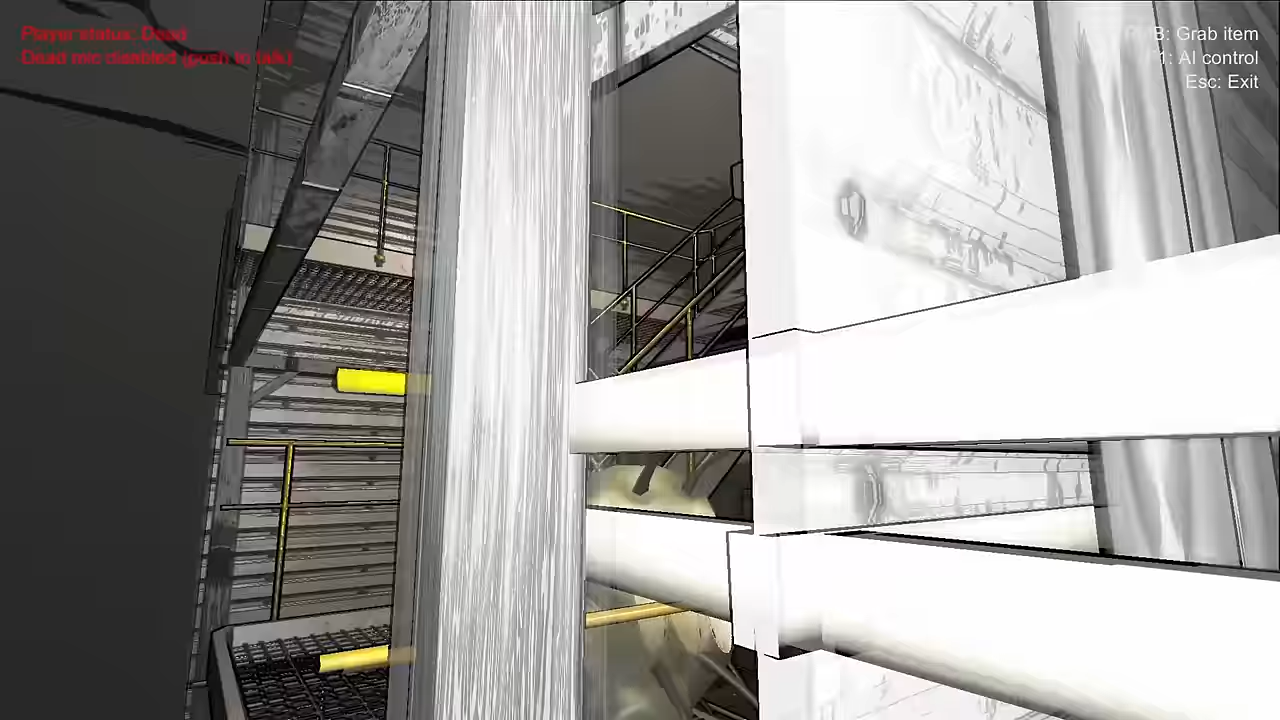 Player status: Dead
Dead mic disabled (push to talk)
B: Grab item
1: AI control
Esc: Exit